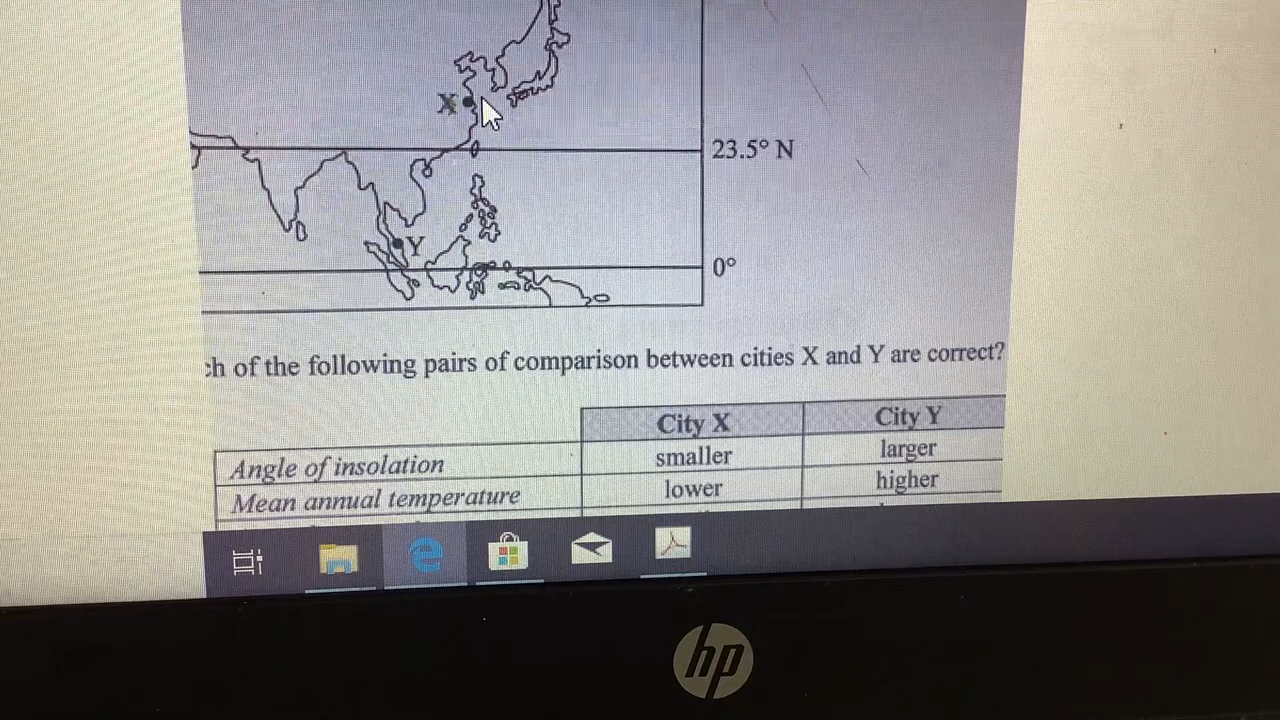 X
23.5° N
Y
0°
ch of the following pairs of comparison between cities X and Y are correct?
City X City Y
Angle of insolation smaller larger
Mean annual temperature lower higher
hp